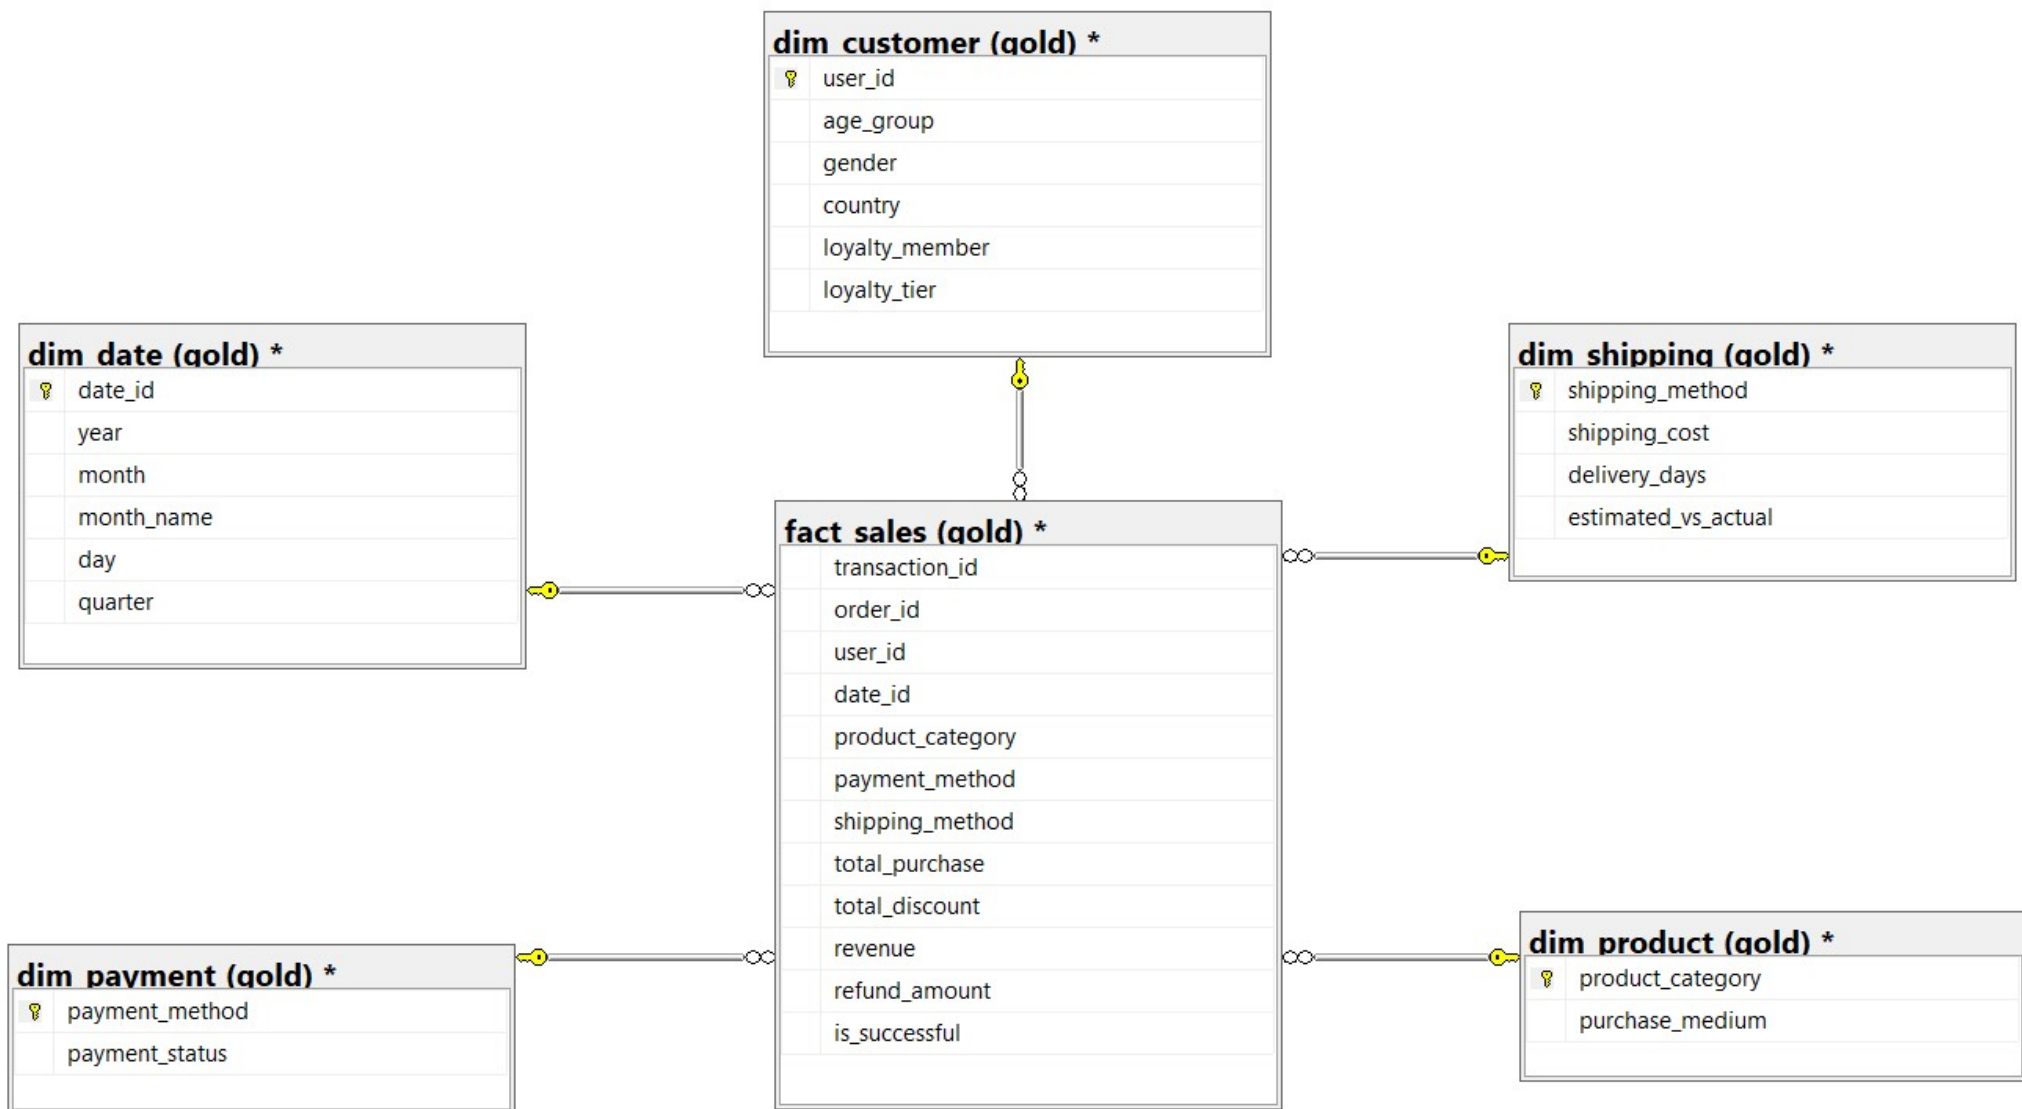 dim_customer (gold) *
user_id
age_group
gender
country
loyalty_member
loyalty_tier
dim_date (gold) *
date_id
year
month
month_name
day
quarter
dim_shipping (gold) *
shipping_method
shipping_cost
delivery_days
estimated_vs_actual
fact_sales (gold) *
transaction_id
order_id
user_id
date_id
product_category
payment_method
shipping_method
total_purchase
total_discount
revenue
refund_amount
is_successful
dim_payment (gold) *
payment_method
payment_status
dim_product (gold) *
product_category
purchase_medium